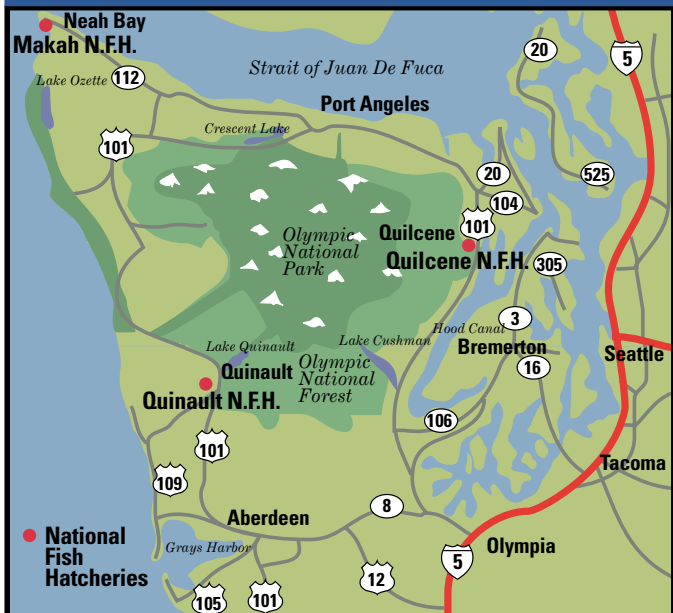 Neah Bay
Makah N.F.H.
20
5
Strait of Juan De Fuca
Lake Ozette
112
Port Angeles
Crescent Lake
101
20
525
104
Olympic
National
Park
Quilcene
101
Quilcene N.F.H.
305
3
Hood Canal
Lake Quinault
Lake Cushman
Bremerton
Seattle
Quinault
Olympic
National
Forest
16
Quinault N.F.H.
106
101
109
Tacoma
8
Aberdeen
National
Fish
Hatcheries
Grays Harbor
Olympia
5
12
105
101